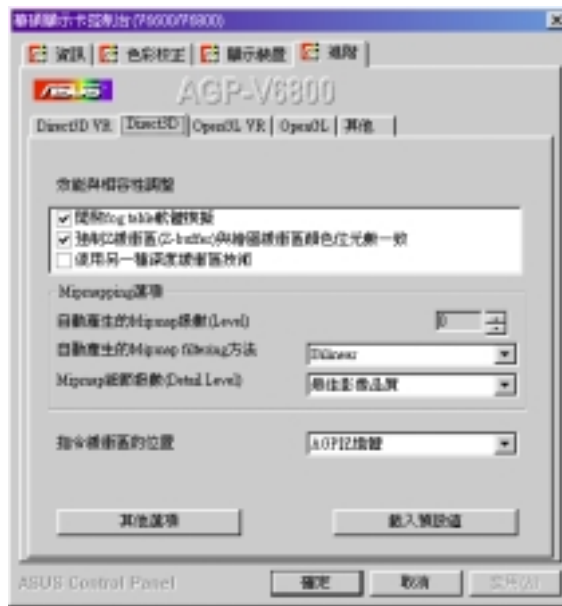 華碩顯示卡控制台(V6600/V6800)
資訊 色彩校正 顯示裝置 進階
ASUS AGP-V6800
Direct3D VR Direct3D OpenGL VR OpenGL 其他
效能與相容性調整
開啟fog table軟體模擬
強制Z緩衝區(Z-buffer)與繪圖緩衝區顏色位元數一致
使用另一種深度緩衝區技術
Mipmapping選項
自動產生的Mipmap級數(Level) 0
自動產生的Mipmap filtering方法 Bilinear
Mipmap細節級數(Detail Level) 最佳影像品質
指令緩衝區的位置 AGP記憶體
其他選項 載入預設值
ASUS Control Panel 確定 取消 套用(A)